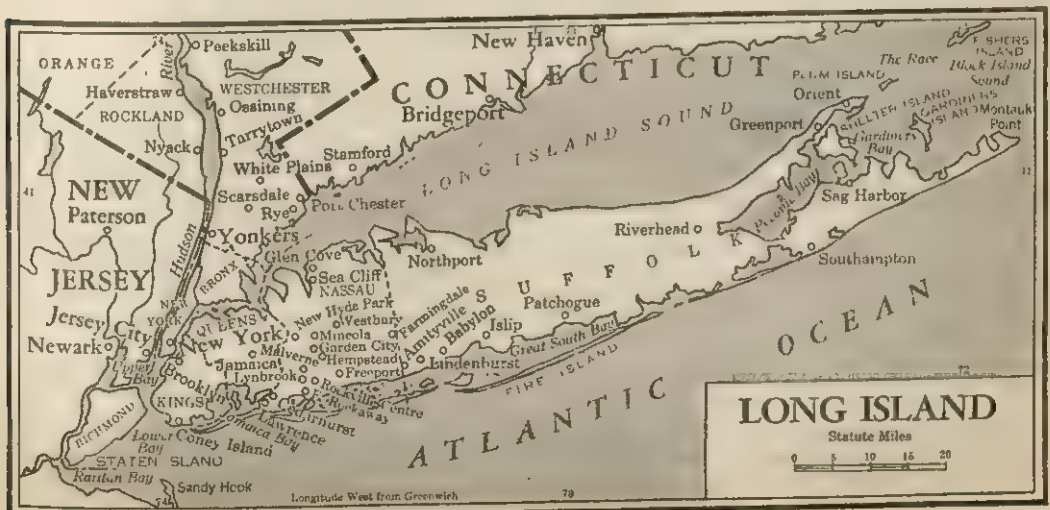 Peekskill
New Haven
FISHERS
ISLAND
Block Island
Sound
The Race
ORANGE
River
WESTCHESTER
CONNECTICUT
PLUM ISLAND
Haverstraw
Ossining
Bridgeport
Orient
ROCKLAND
Tarrytown
LONG ISLAND SOUND
Greenport
SHELTER ISLAND
GARDINERS
ISLAND
Montauk
Point
Nyack
Gardiners
Bay
White Plains
Stamford
41
NEW
Paterson
Scarsdale
Rye
Port Chester
Peconic Bay
Sag Harbor
Hudson
Yonkers
Riverhead
Glen Cove
Northport
Southampton
JERSEY
BRONX
Sea Cliff
NASSAU
SUFFOLK
NEW
YORK
New Hyde Park
Farmingdale
Patchogue
Jersey City
QUEENS
Westbury
Amityville
Babylon
Islip
New York
Mineola
Great South Bay
Newark
Malverne
Garden City
Jamaica
Hempstead
Lindenhurst
Upper
Bay
Lynbrook
Freeport
FIRE ISLAND
Brooklyn
Rockville Centre
E. Rockaway
KINGS
Lawrence
Jamaica Bay
RICHMOND
Lower
Bay
Coney Island
ATLANTIC OCEAN
STATEN ISLAND
Raritan Bay
Sandy Hook
74
Longitude West from Greenwich
73
72
LONG ISLAND
Statute Miles
0 5 10 15 20